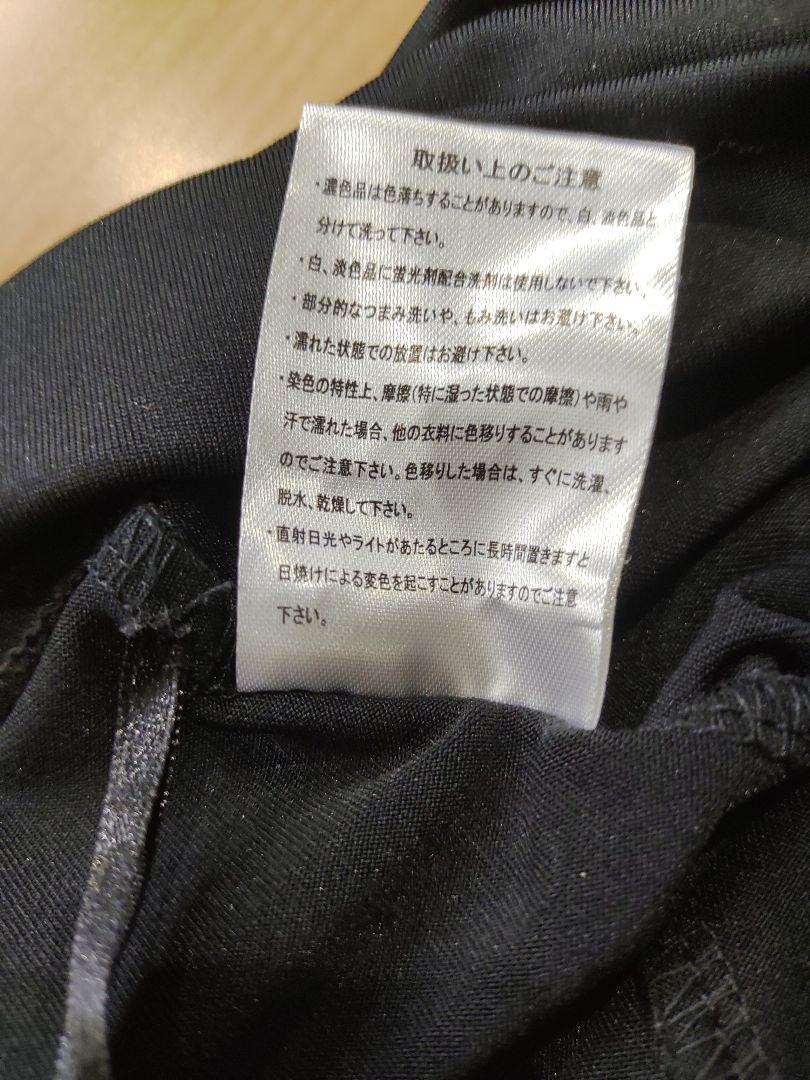 取扱い上のご注意
・濃色品は色落ちすることがありますので、白、淡色品と
分けて洗って下さい。
・白、淡色品に蛍光剤配合洗剤は使用しないで下さい。
・部分的なつまみ洗いや、もみ洗いはお避け下さい。
・濡れた状態での放置はお避け下さい。
・染色の特性上、摩擦(特に湿った状態での摩擦)や雨や
汗で濡れた場合、他の衣料に色移りすることがあります
のでご注意下さい。色移りした場合は、すぐに洗濯、
脱水、乾燥して下さい。
・直射日光やライトがあたるところに長時間置きますと
日焼けによる変色を起こすことがありますのでご注意
下さい。